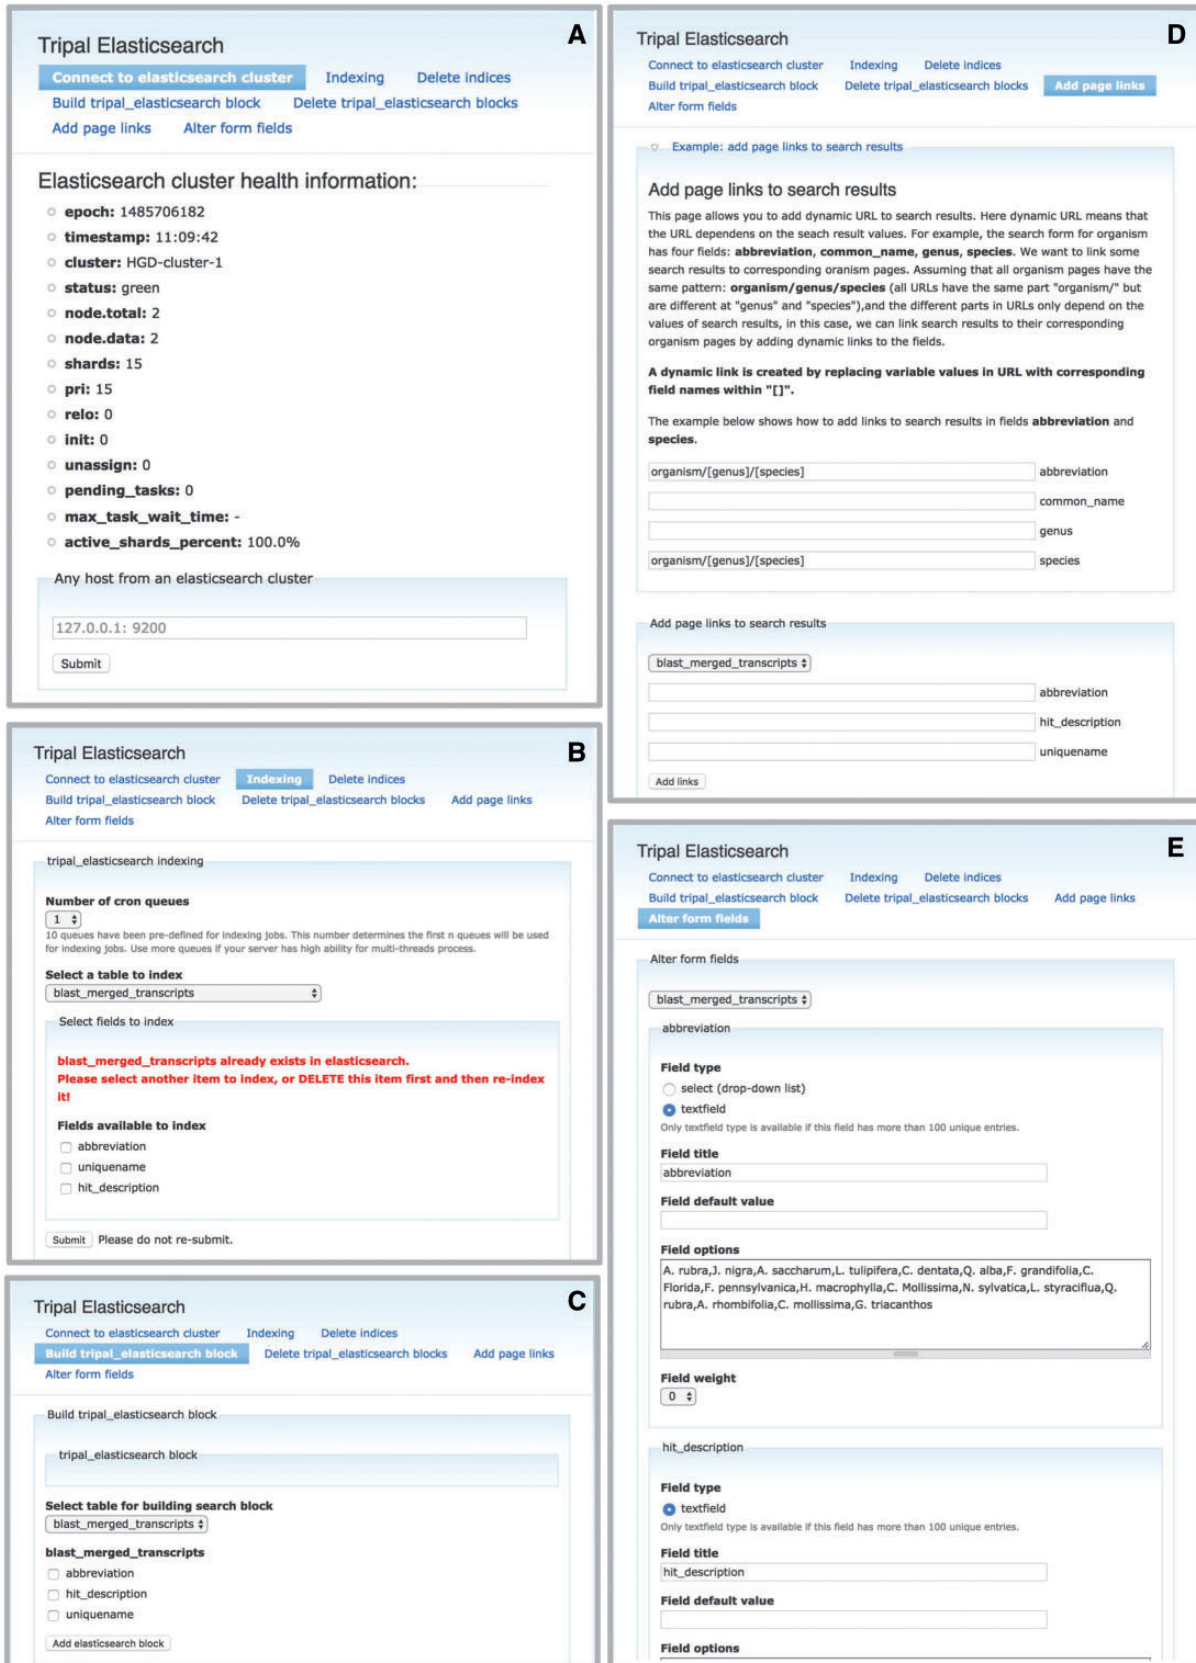 A
Tripal Elasticsearch
Connect to elasticsearch cluster Indexing Delete indices
Build tripal_elasticsearch block Delete tripal_elasticsearch blocks
Add page links Alter form fields
Elasticsearch cluster health information:
epoch: 1485706182
timestamp: 11:09:42
cluster: HGD-cluster-1
status: green
node.total: 2
node.data: 2
shards: 15
pri: 15
relo: 0
init: 0
unassign: 0
pending_tasks: 0
max_task_wait_time: -
active_shards_percent: 100.0%
Any host from an elasticsearch cluster
127.0.0.1: 9200
Submit
B
Tripal Elasticsearch
Connect to elasticsearch cluster Indexing Delete indices
Build tripal_elasticsearch block Delete tripal_elasticsearch blocks Add page links
Alter form fields
tripal_elasticsearch indexing
Number of cron queues
1
10 queues have been pre-defined for indexing jobs. This number determines the first n queues will be used
for indexing jobs. Use more queues if your server has high ability for multi-threads process.
Select a table to index
blast_merged_transcripts
Select fields to index
blast_merged_transcripts already exists in elasticsearch.
Please select another item to index, or DELETE this item first and then re-index
it!
Fields available to index
abbreviation
uniquename
hit_description
Submit Please do not re-submit.
C
Tripal Elasticsearch
Connect to elasticsearch cluster Indexing Delete indices
Build tripal_elasticsearch block Delete tripal_elasticsearch blocks Add page links
Alter form fields
Build tripal_elasticsearch block
tripal_elasticsearch block
Select table for building search block
blast_merged_transcripts
blast_merged_transcripts
abbreviation
hit_description
uniquename
Add elasticsearch block
D
Tripal Elasticsearch
Connect to elasticsearch cluster Indexing Delete indices
Build tripal_elasticsearch block Delete tripal_elasticsearch blocks Add page links
Alter form fields
Example: add page links to search results
Add page links to search results
This page allows you to add dynamic URL to search results. Here dynamic URL means that
the URL dependens on the seach result values. For example, the search form for organism
has four fields: abbreviation, common_name, genus, species. We want to link some
search results to corresponding oranism pages. Assuming that all organism pages have the
same pattern: organism/genus/species (all URLs have the same part "organism/" but
are different at "genus" and "species"),and the different parts in URLs only depend on the
values of search results, in this case, we can link search results to their corresponding
organism pages by adding dynamic links to the fields.
A dynamic link is created by replacing variable values in URL with corresponding
field names within "[]".
The example below shows how to add links to search results in fields abbreviation and
species.
organism/[genus]/[species] abbreviation
common_name
genus
organism/[genus]/[species] species
Add page links to search results
blast_merged_transcripts
abbreviation
hit_description
uniquename
Add links
E
Tripal Elasticsearch
Connect to elasticsearch cluster Indexing Delete indices
Build tripal_elasticsearch block Delete tripal_elasticsearch blocks Add page links
Alter form fields
Alter form fields
blast_merged_transcripts
abbreviation
Field type
select (drop-down list)
textfield
Only textfield type is available if this field has more than 100 unique entries.
Field title
abbreviation
Field default value
Field options
A. rubra,J. nigra,A. saccharum,L. tulipifera,C. dentata,Q. alba,F. grandifolia,C.
Florida,F. pennsylvanica,H. macrophylla,C. Mollissima,N. sylvatica,L. styraciflua,Q.
rubra,A. rhombifolia,C. mollissima,G. triacanthos
Field weight
0
hit_description
Field type
textfield
Only textfield type is available if this field has more than 100 unique entries.
Field title
hit_description
Field default value
Field options